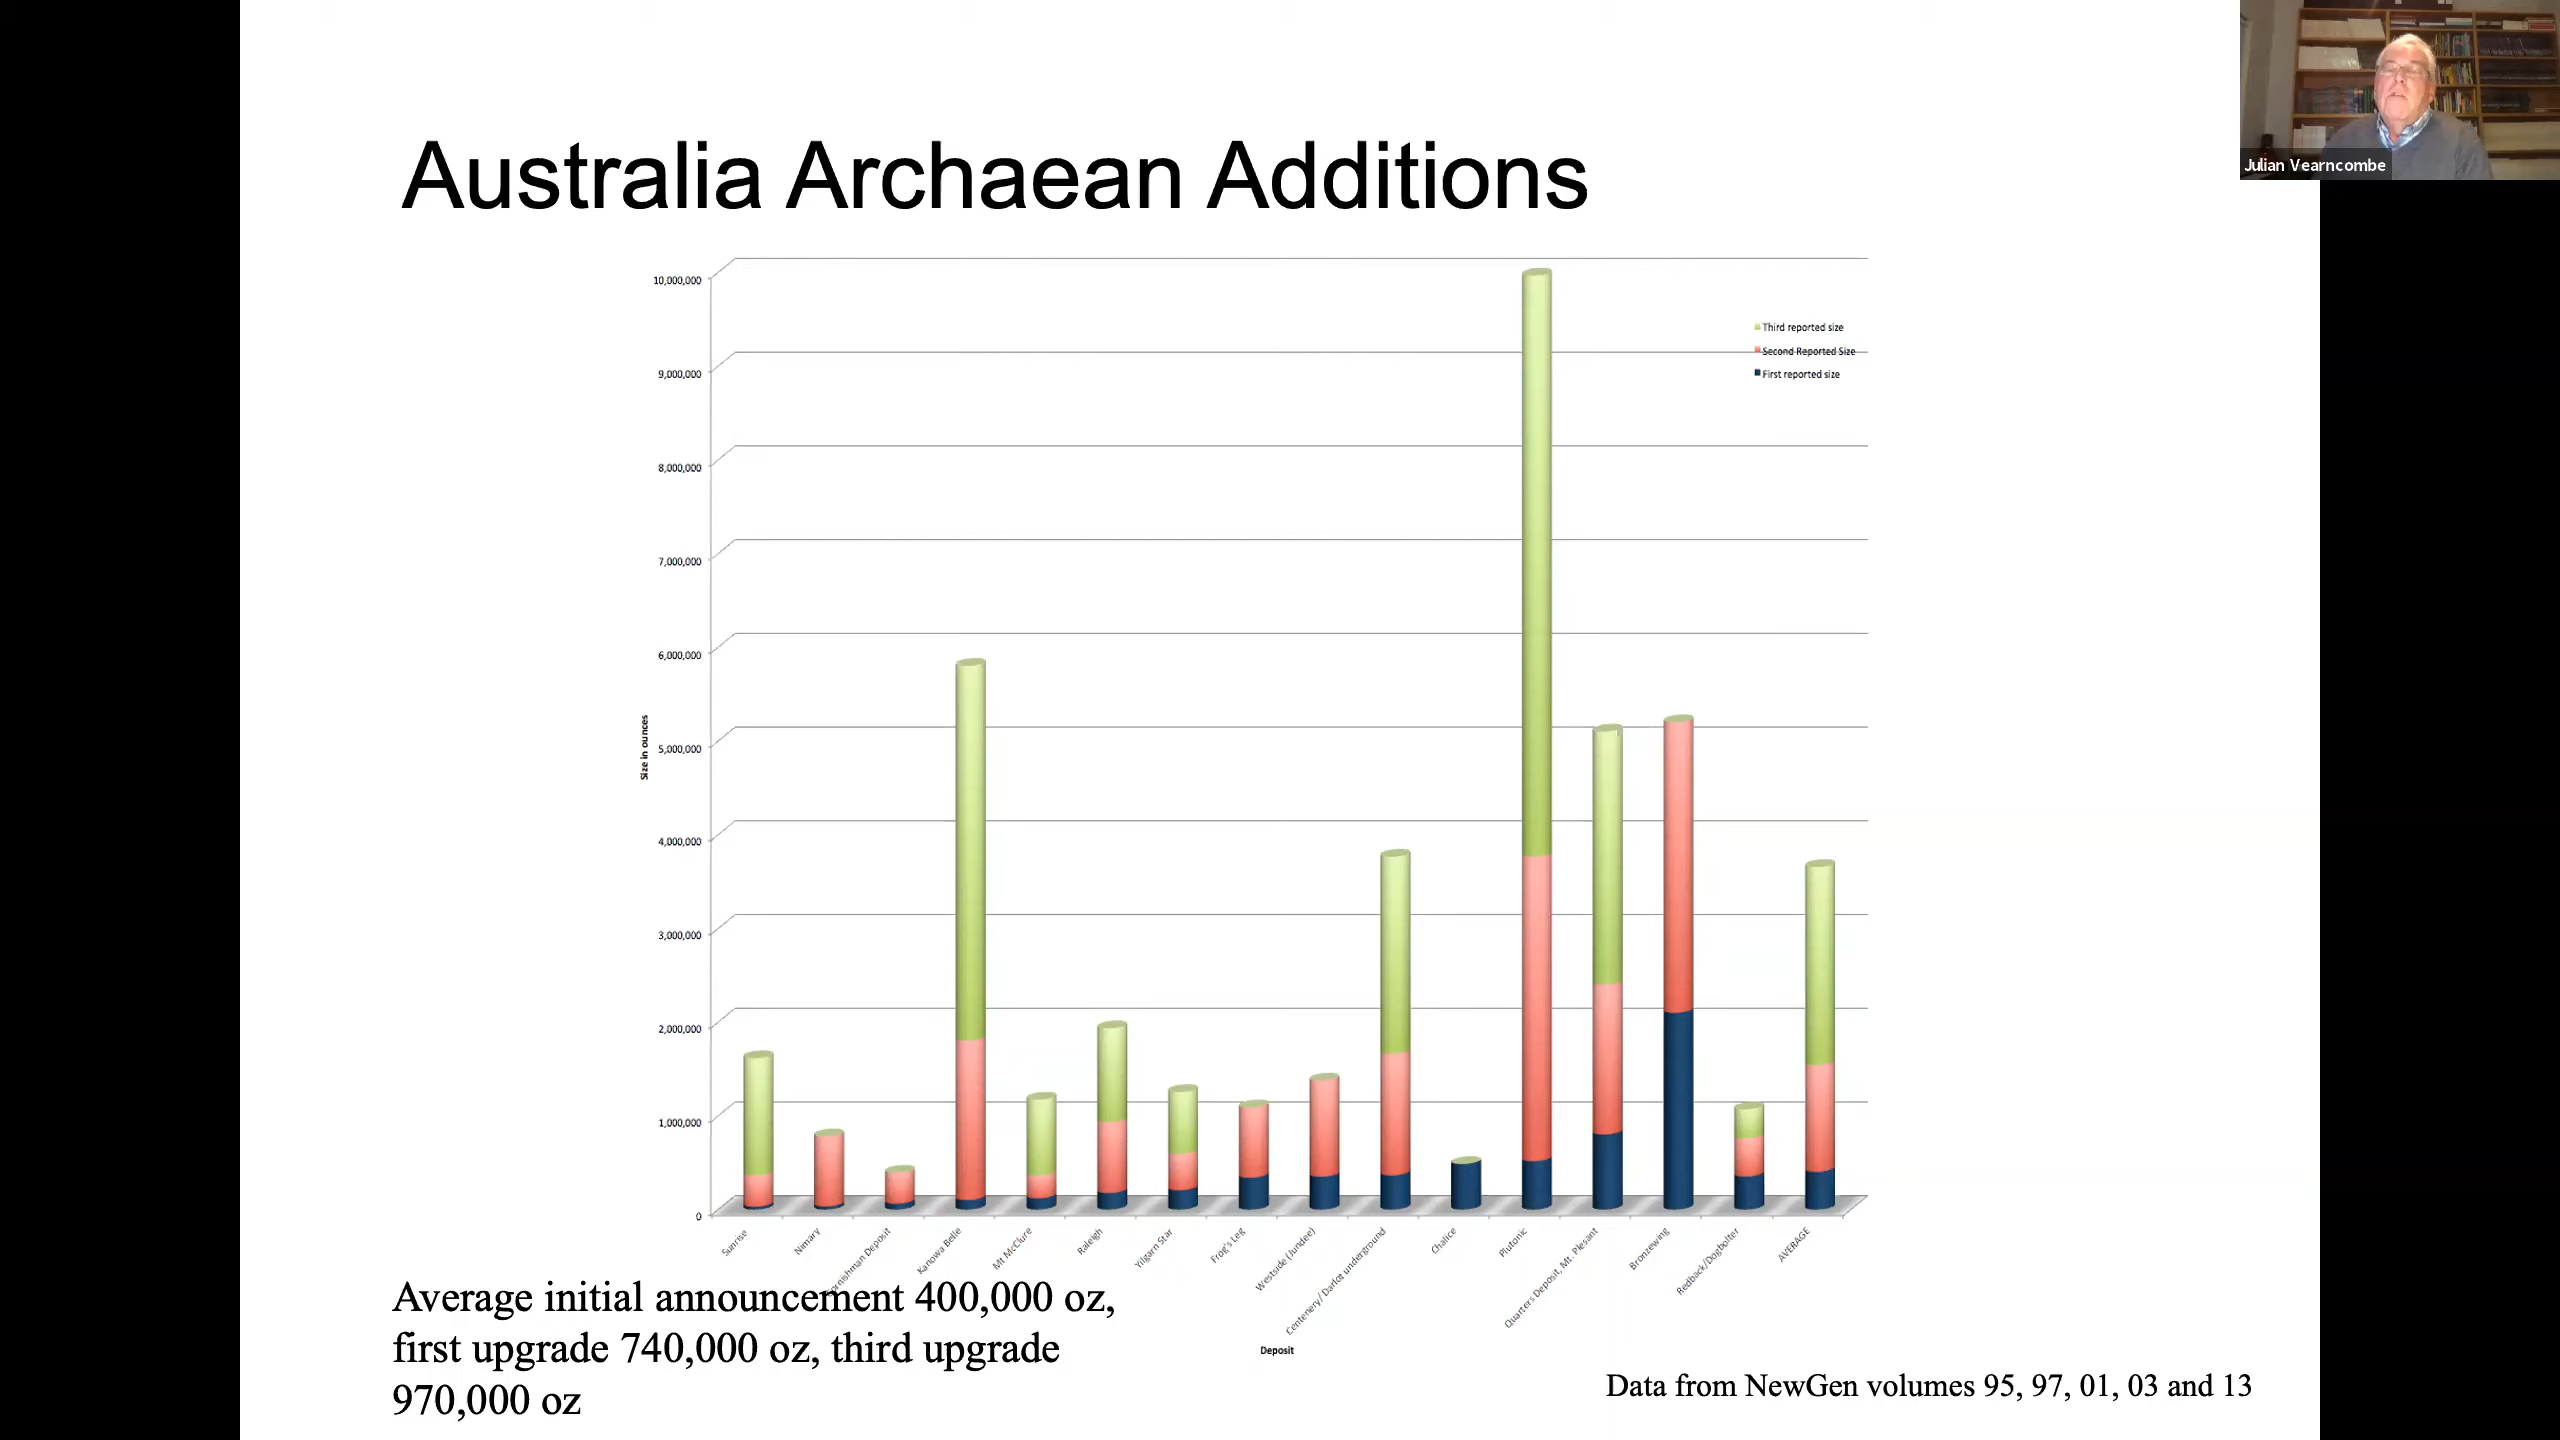 Julian Vearncombe
Australia Archaean Additions
10,000,000
9,000,000
8,000,000
7,000,000
6,000,000
5,000,000
4,000,000
3,000,000
2,000,000
1,000,000
0
Size in ounces
Third reported size
Second Reported Size
First reported size
Sunrise
Nimary
Deposit
Kanowa Belle
Mt McClure
Raleigh
Yilgarn Star
Frog's Leg
Westside (Jundee)
Centenery/ Darlot underground
Chalice
Plutonic
Quarters Deposit, Mt. Plesant
Bronzewing
Redback/Dogbolter
AVERAGE
Deposit
Average initial announcement 400,000 oz,
first upgrade 740,000 oz, third upgrade
970,000 oz
Data from NewGen volumes 95, 97, 01, 03 and 13